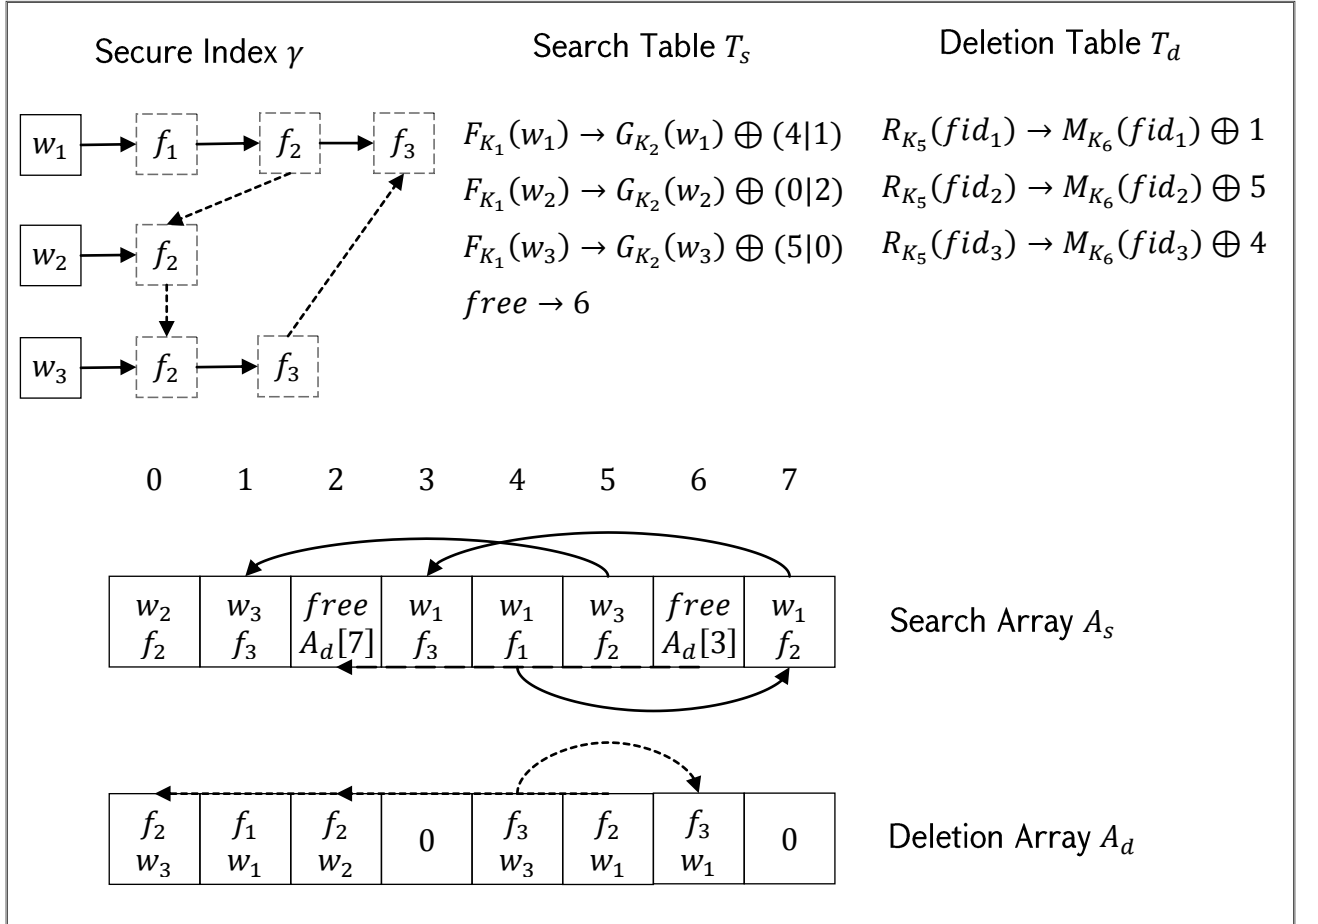 Secure Index γ
Search Table T_s
Deletion Table T_d
w_1 f_1 f_2 f_3
w_2 f_2
w_3 f_2 f_3
F_{K_1}(w_1) → G_{K_2}(w_1) ⊕ (4|1)
F_{K_1}(w_2) → G_{K_2}(w_2) ⊕ (0|2)
F_{K_1}(w_3) → G_{K_2}(w_3) ⊕ (5|0)
free → 6
R_{K_5}(fid_1) → M_{K_6}(fid_1) ⊕ 1
R_{K_5}(fid_2) → M_{K_6}(fid_2) ⊕ 5
R_{K_5}(fid_3) → M_{K_6}(fid_3) ⊕ 4
0 1 2 3 4 5 6 7
w_2 w_3 free w_1 w_1 w_3 free w_1
f_2 f_3 A_d[7] f_3 f_1 f_2 A_d[3] f_2
Search Array A_s
f_2 f_1 f_2 0 f_3 f_2 f_3 0
w_3 w_1 w_2 w_3 w_1 w_1
Deletion Array A_d